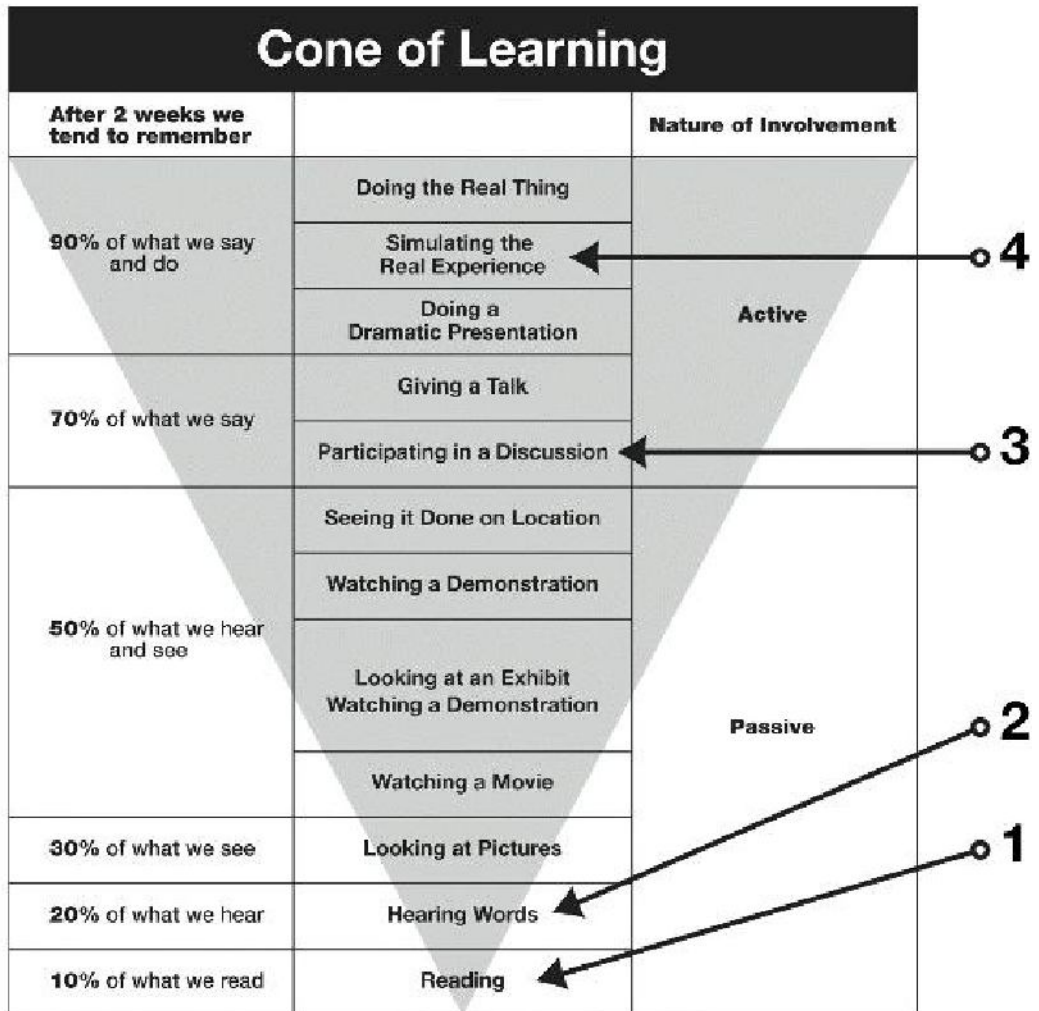 Cone of Learning
After 2 weeks we
tend to remember
Nature of Involvement
90% of what we say
and do
Doing the Real Thing
Simulating the
Real Experience
4
Doing a
Dramatic Presentation
Active
70% of what we say
Giving a Talk
Participating in a Discussion
3
50% of what we hear
and see
Seeing it Done on Location
Watching a Demonstration
Looking at an Exhibit
Watching a Demonstration
Watching a Movie
Passive
2
30% of what we see
Looking at Pictures
1
20% of what we hear
Hearing Words
10% of what we read
Reading